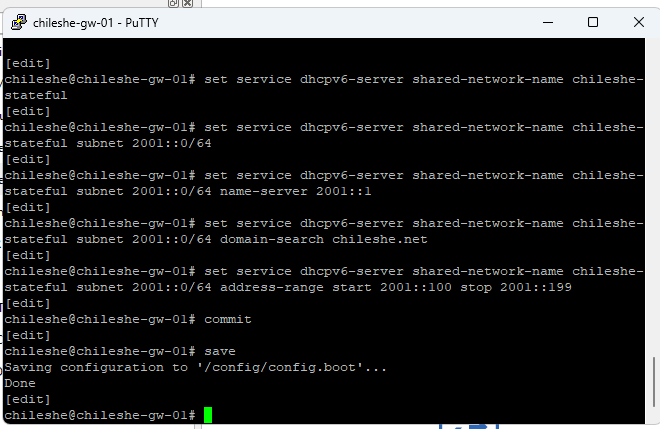 chileshe-gw-01 - PuTTY
[edit]
chileshe@chileshe-gw-01# set service dhcpv6-server shared-network-name chileshe-
stateful
[edit]
chileshe@chileshe-gw-01# set service dhcpv6-server shared-network-name chileshe-
stateful subnet 2001::0/64
[edit]
chileshe@chileshe-gw-01# set service dhcpv6-server shared-network-name chileshe-
stateful subnet 2001::0/64 name-server 2001::1
[edit]
chileshe@chileshe-gw-01# set service dhcpv6-server shared-network-name chileshe-
stateful subnet 2001::0/64 domain-search chileshe.net
[edit]
chileshe@chileshe-gw-01# set service dhcpv6-server shared-network-name chileshe-
stateful subnet 2001::0/64 address-range start 2001::100 stop 2001::199
[edit]
chileshe@chileshe-gw-01# commit
[edit]
chileshe@chileshe-gw-01# save
Saving configuration to '/config/config.boot'...
Done
[edit]
chileshe@chileshe-gw-01#